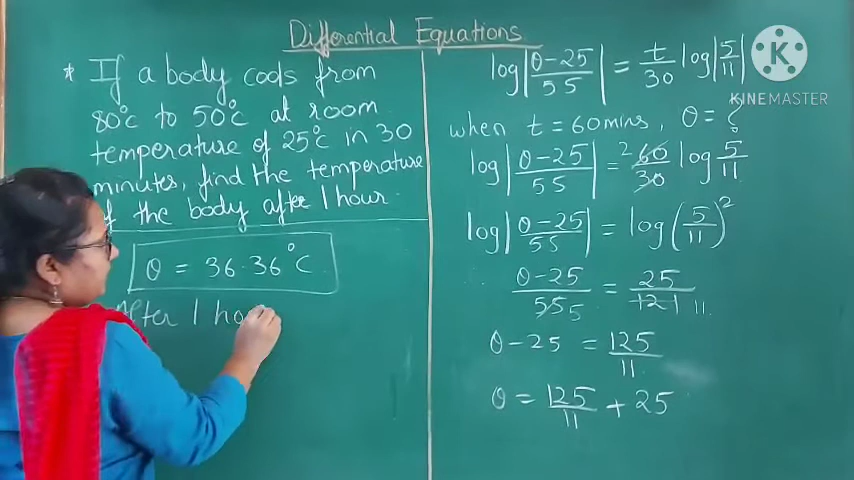 Differential Equations
* If a body cools from
80°c to 50°c at room
temperature of 25°c in 30
minutes, find the temperature
of the body after 1 hour.
θ = 36.36°C
After 1 ho
log|θ-25/55| = t/30 log|5/11|
when t = 60 mins, θ = ?
log|θ-25/55| = 2 60/30 log 5/11
log|θ-25/55| = log(5/11)²
θ-25/55 5 = 25/121 11
θ-25 = 125/11
θ = 125/11 + 25
K
KINEMASTER